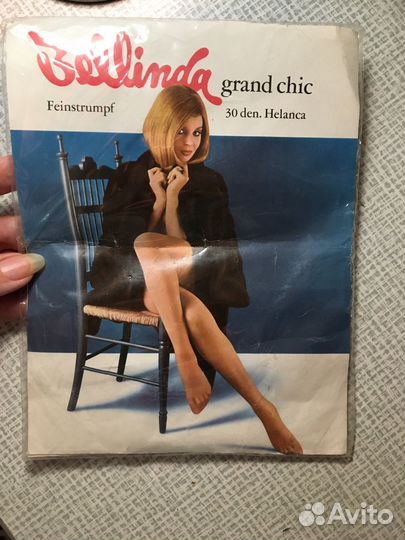 Bellinda grand chic
Feinstrumpf 30 den. Helanca
Avito